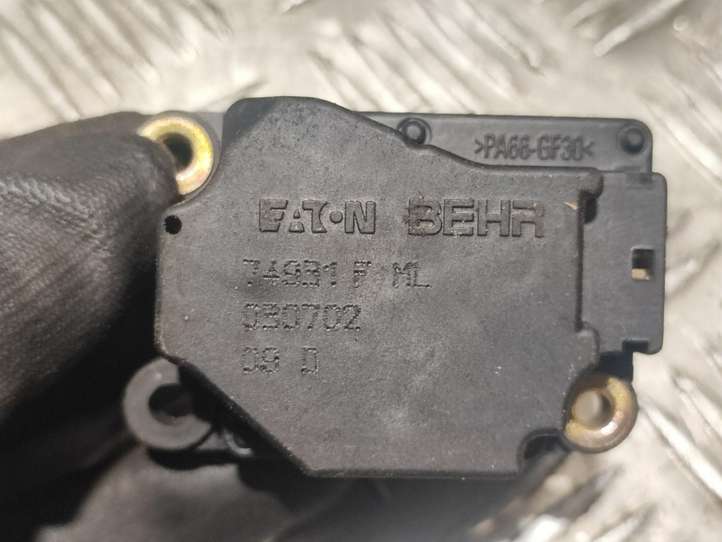 >PA66-GF30<
EATON BEHR
74931 F ML
030702
09 D